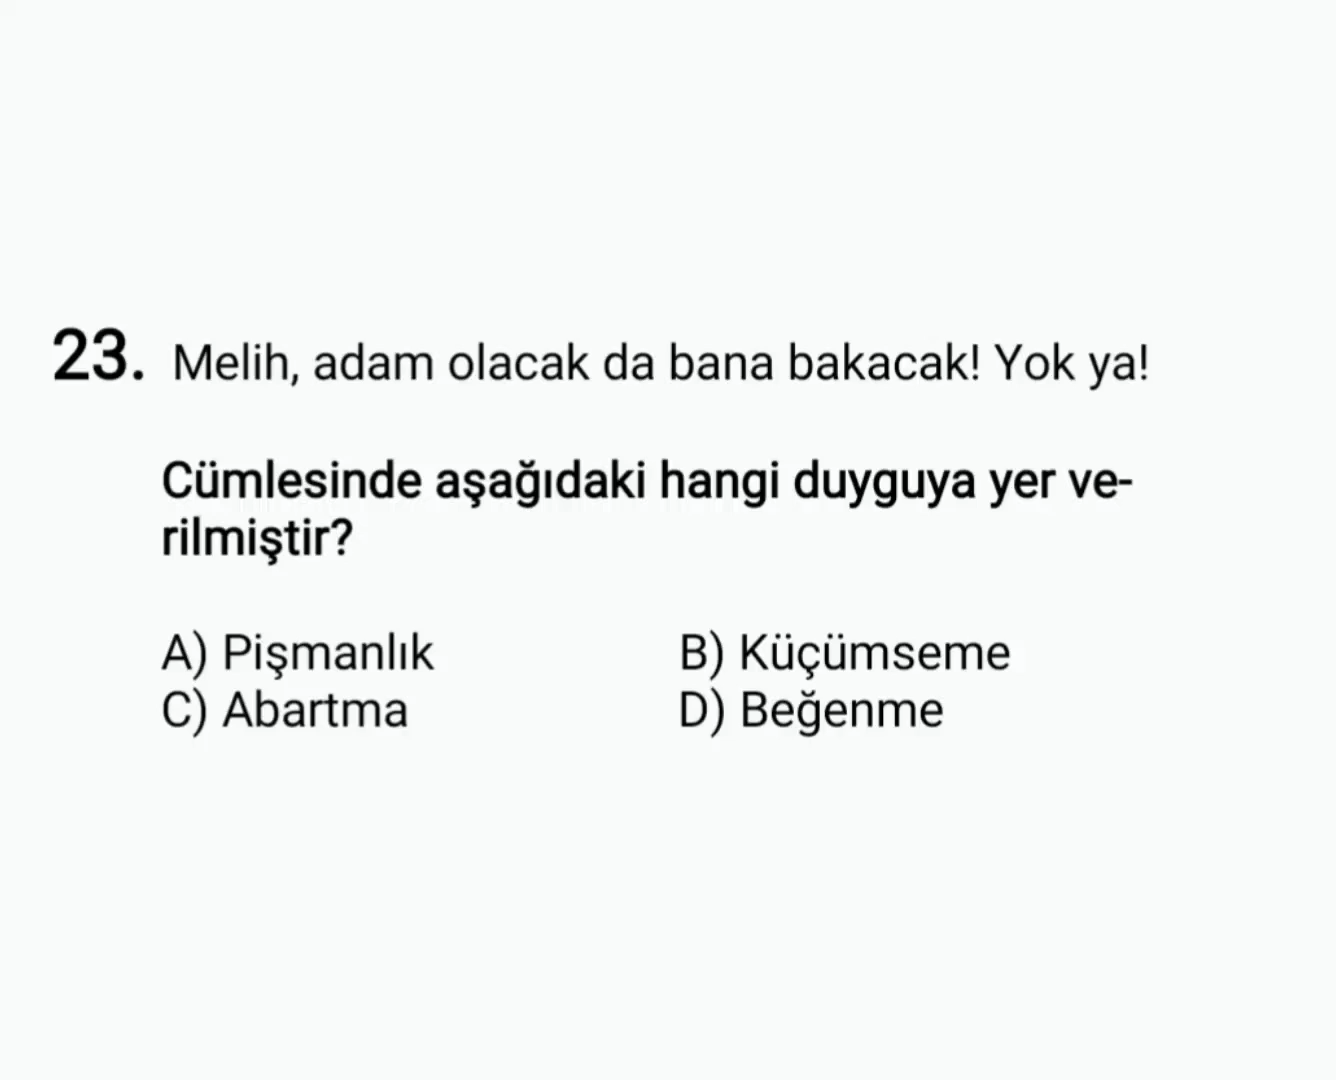 23. Melih, adam olacak da bana bakacak! Yok ya!
Cümlesinde aşağıdaki hangi duyguya yer ve-
rilmiştir?
A) Pişmanlık B) Küçümseme
C) Abartma D) Beğenme